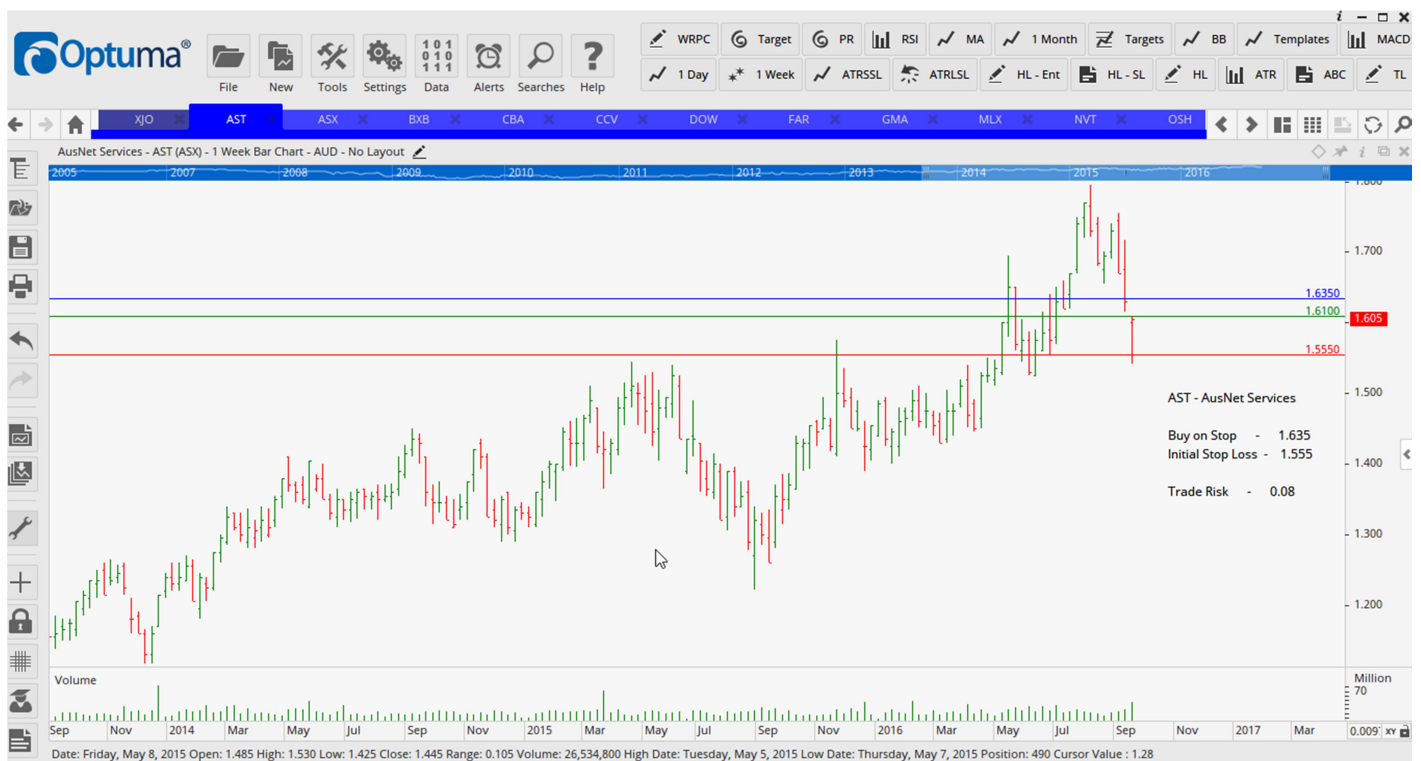 i
Optuma®
File New Tools Settings Data Alerts Searches Help
101
010
111
WRPC Target PR RSI MA 1 Month Targets BB Templates MACD
1 Day 1 Week ATRSSL ATRLSL HL - Ent HL - SL HL ATR ABC TL
XJO AST ASX BXB CBA CCV DOW FAR GMA MLX NVT OSH
AusNet Services - AST (ASX) - 1 Week Bar Chart - AUD - No Layout
2005 2007 2008 2009 2010 2011 2012 2013 2014 2015 2016
1.800
1.700
1.6350
1.6100
1.605
1.5550
1.500
AST - AusNet Services
Buy on Stop - 1.635
Initial Stop Loss - 1.555
1.400
Trade Risk - 0.08
1.300
1.200
Volume
Million
70
Sep Nov 2014 Mar May Jul Sep Nov 2015 Mar May Jul Sep Nov 2016 Mar May Jul Sep Nov 2017 Mar
XY
Date: Friday, May 8, 2015 Open: 1.485 High: 1.530 Low: 1.425 Close: 1.445 Range: 0.105 Volume: 26,534,800 High Date: Tuesday, May 5, 2015 Low Date: Thursday, May 7, 2015 Position: 490 Cursor Value : 1.28